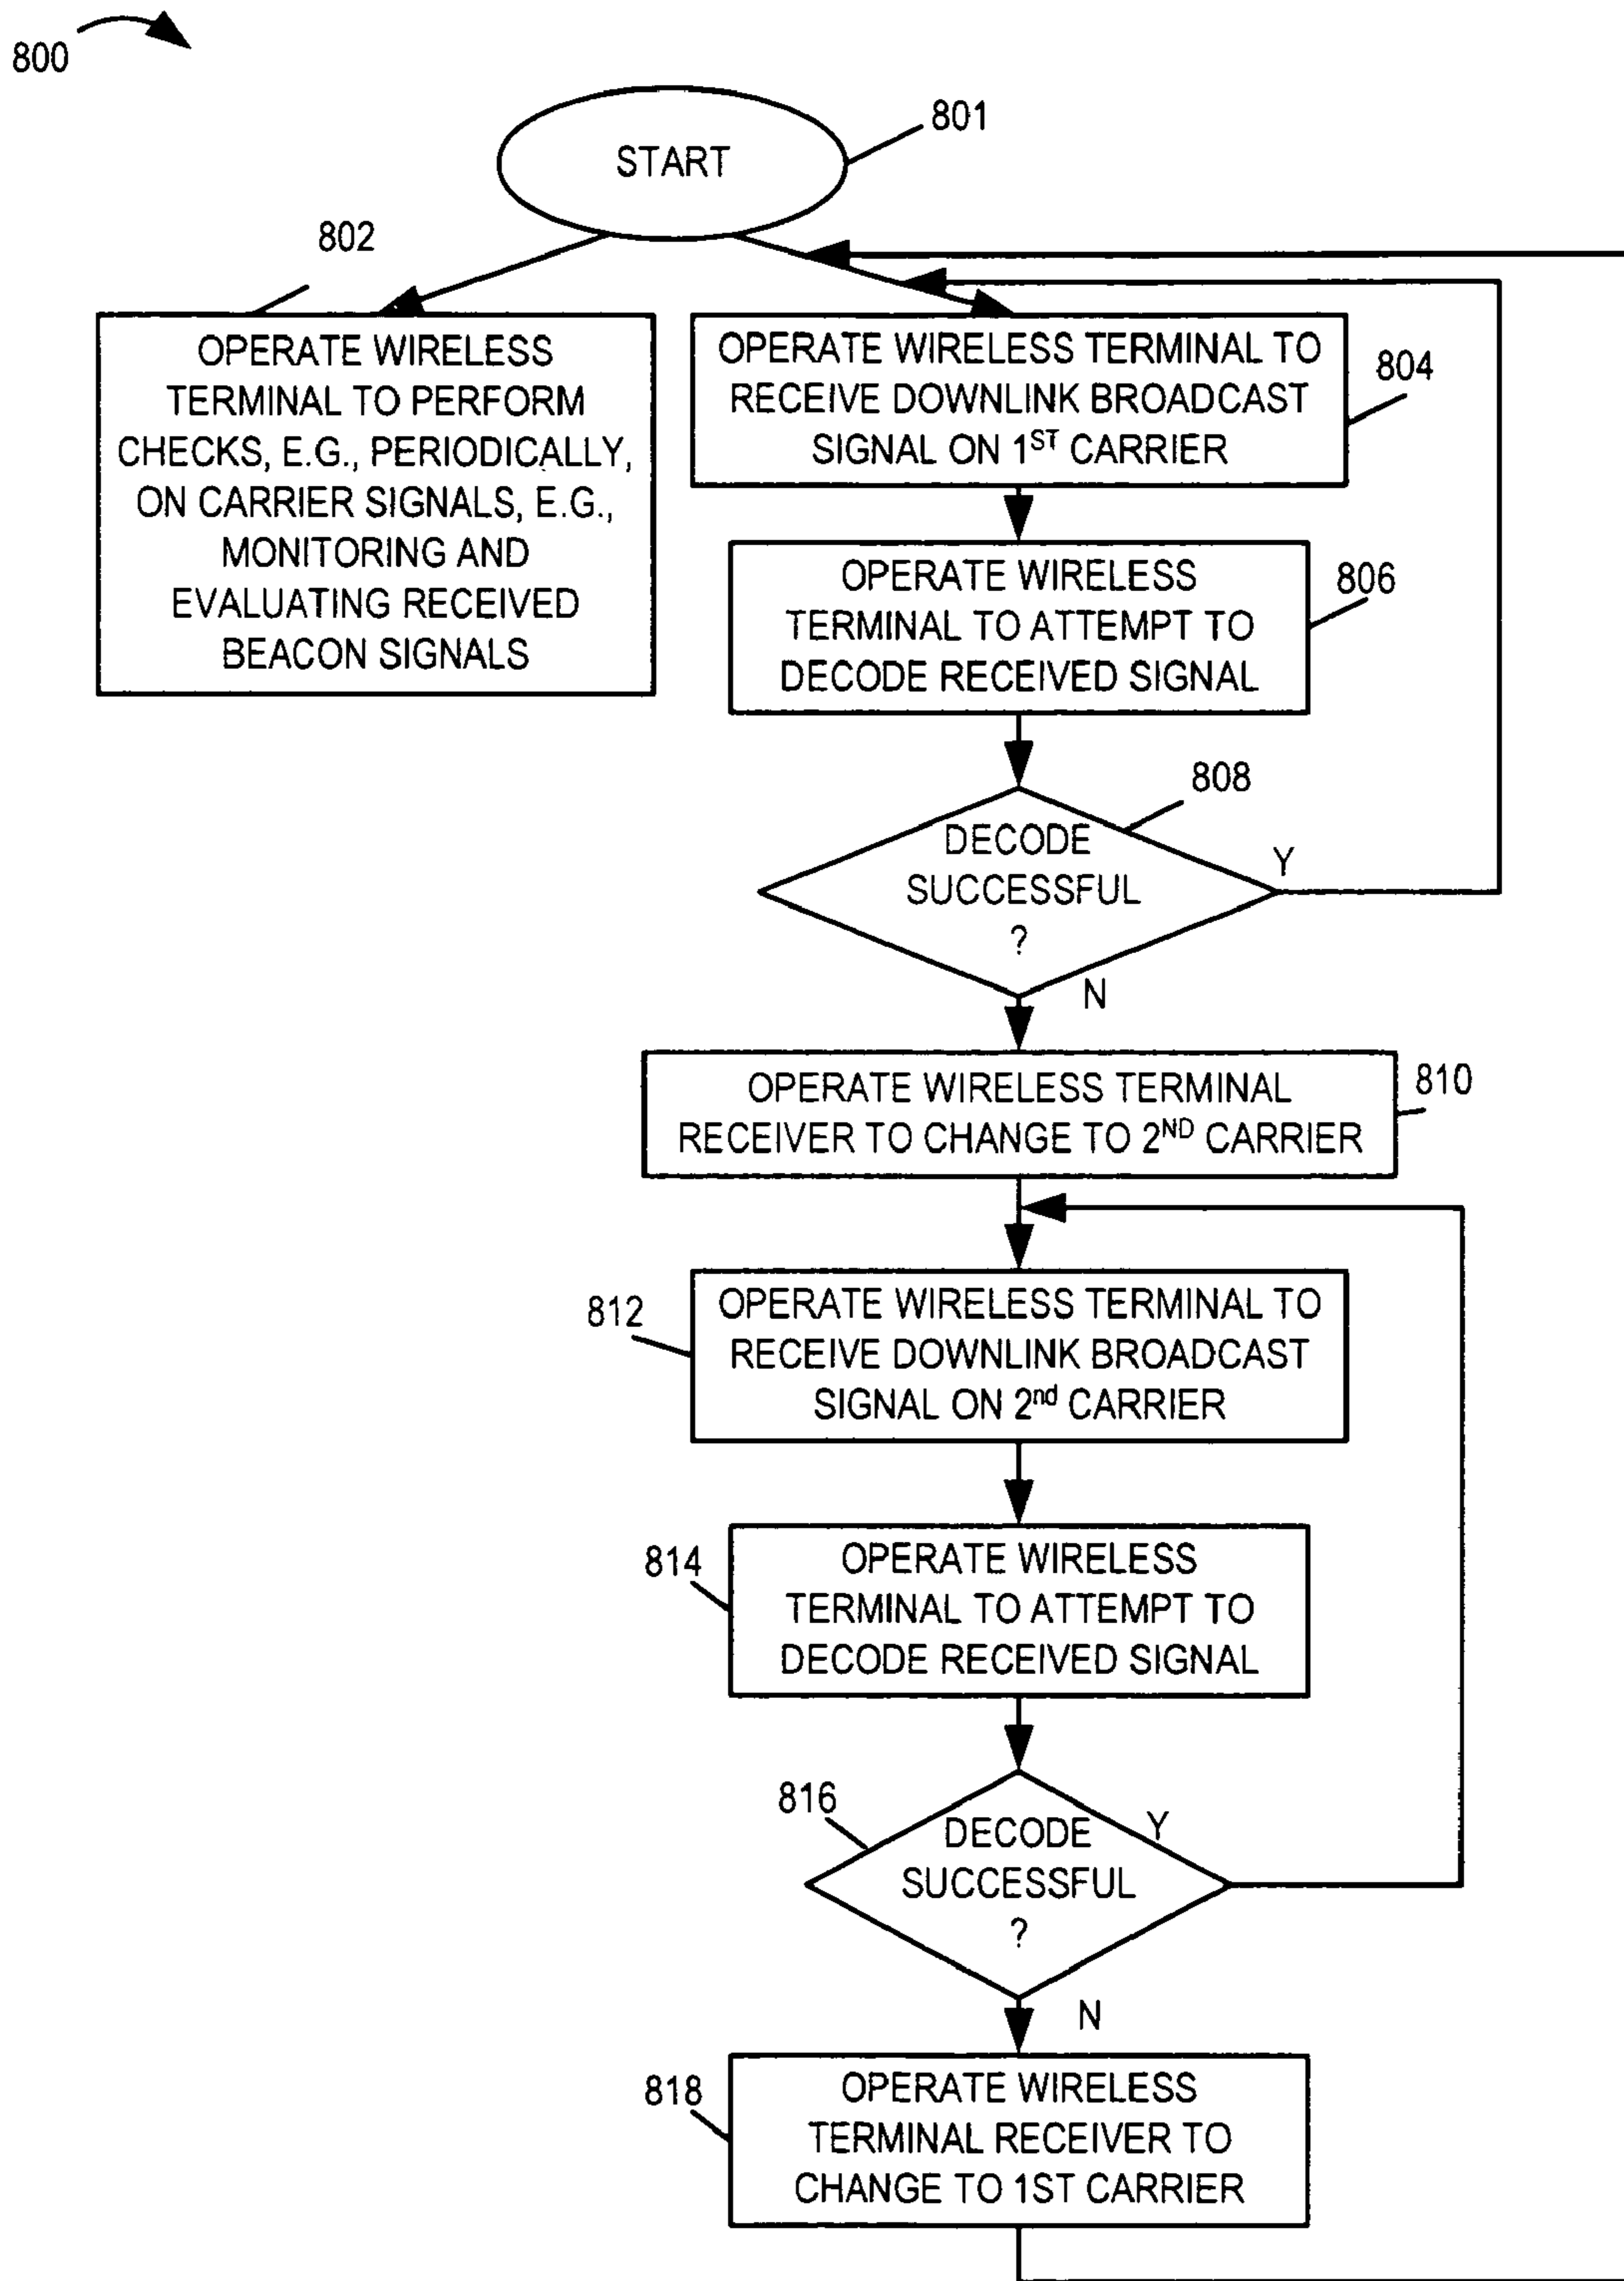 800
START
801
802
OPERATE WIRELESS
TERMINAL TO PERFORM
CHECKS, E.G., PERIODICALLY,
ON CARRIER SIGNALS, E.G.,
MONITORING AND
EVALUATING RECEIVED
BEACON SIGNALS
OPERATE WIRELESS TERMINAL TO
RECEIVE DOWNLINK BROADCAST
SIGNAL ON 1ST CARRIER
804
OPERATE WIRELESS
TERMINAL TO ATTEMPT TO
DECODE RECEIVED SIGNAL
806
808
DECODE
SUCCESSFUL
?
Y
N
OPERATE WIRELESS TERMINAL
RECEIVER TO CHANGE TO 2ND CARRIER
810
812
OPERATE WIRELESS TERMINAL TO
RECEIVE DOWNLINK BROADCAST
SIGNAL ON 2nd CARRIER
814
OPERATE WIRELESS
TERMINAL TO ATTEMPT TO
DECODE RECEIVED SIGNAL
816
DECODE
SUCCESSFUL
?
Y
N
818
OPERATE WIRELESS
TERMINAL RECEIVER TO
CHANGE TO 1ST CARRIER